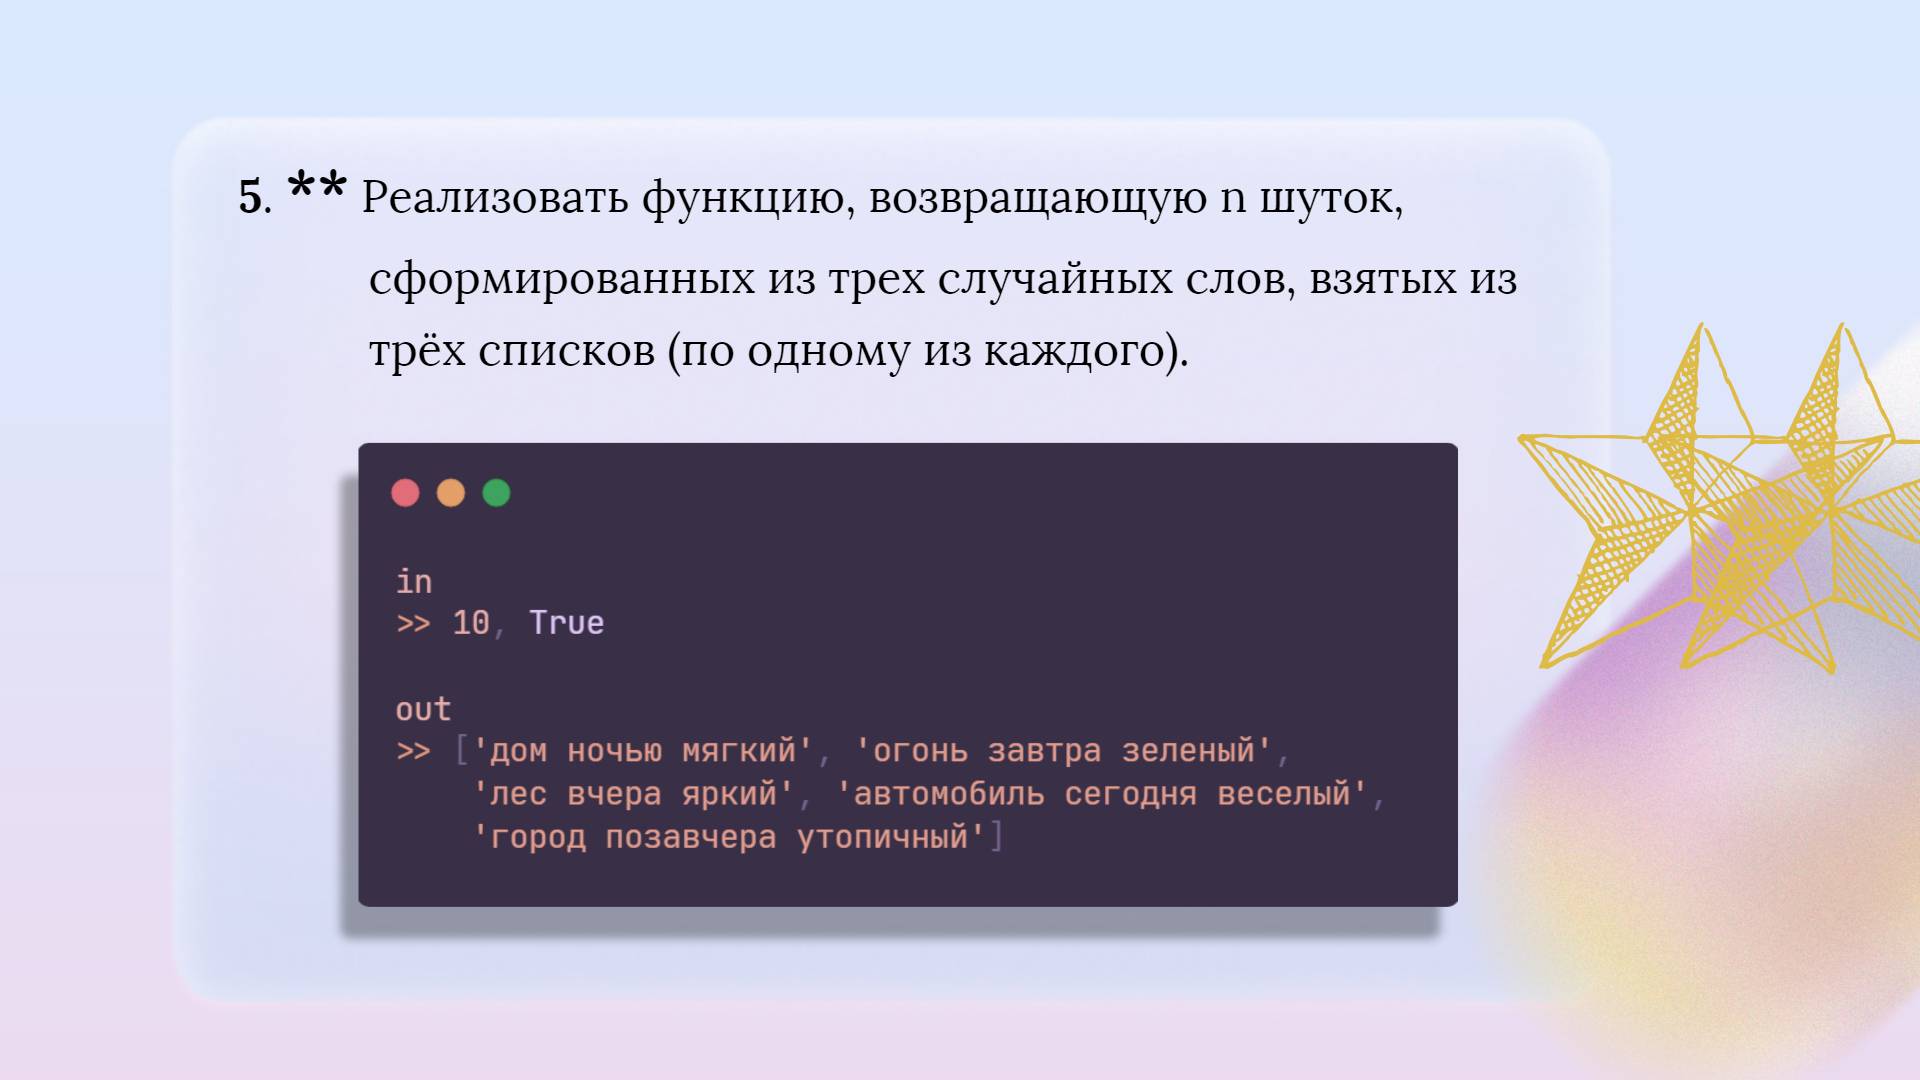 5. ** Реализовать функцию, возвращающую n шуток,
сформированных из трех случайных слов, взятых из
трёх списков (по одному из каждого).
in
>> 10, True
out
>> ['дом ночью мягкий', 'огонь завтра зеленый',
'лес вчера яркий', 'автомобиль сегодня веселый',
'город позавчера утопичный']